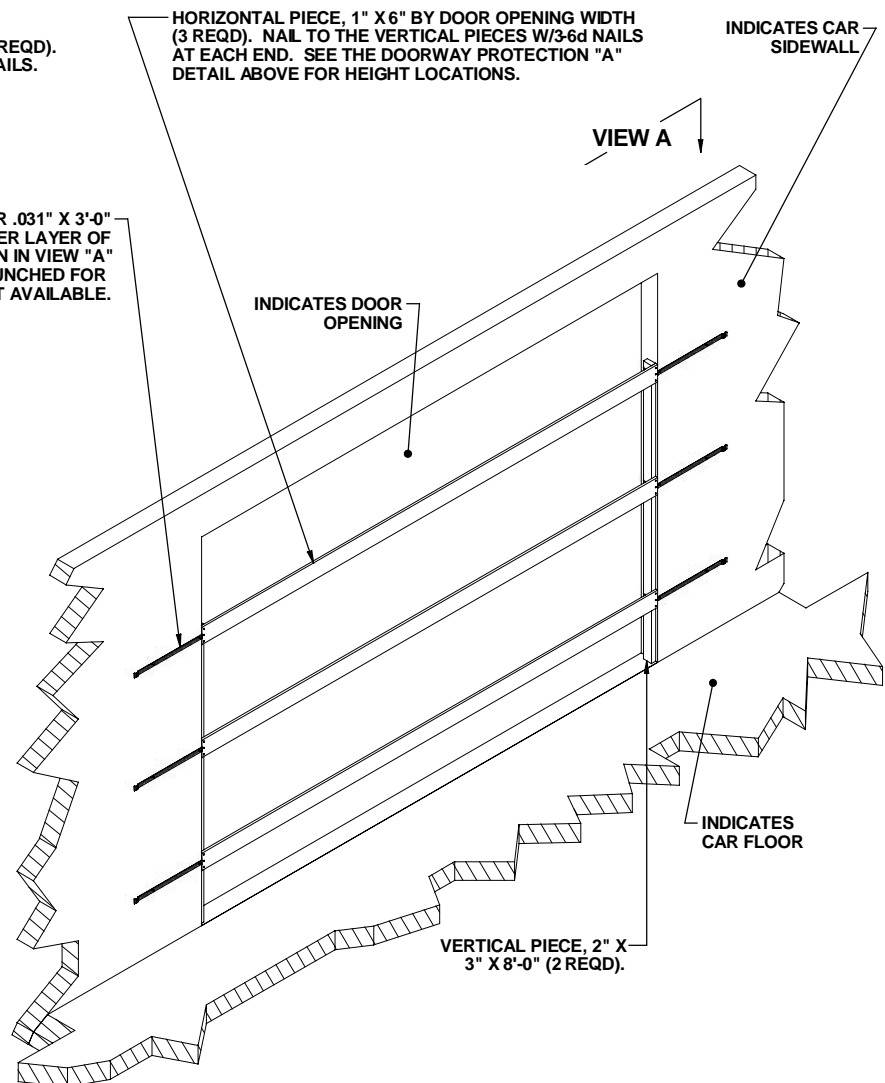 REQD).
AILS.
HORIZONTAL PIECE, 1" X 6" BY DOOR OPENING WIDTH
(3 REQD). NAIL TO THE VERTICAL PIECES W/3-6d NAILS
AT EACH END. SEE THE DOORWAY PROTECTION "A"
DETAIL ABOVE FOR HEIGHT LOCATIONS.
INDICATES CAR
SIDEWALL
VIEW A
R .031" X 3'-0"
ER LAYER OF
N IN VIEW "A"
UNCHED FOR
T AVAILABLE.
INDICATES DOOR
OPENING
INDICATES
CAR FLOOR
VERTICAL PIECE, 2" X
3" X 8'-0" (2 REQD).